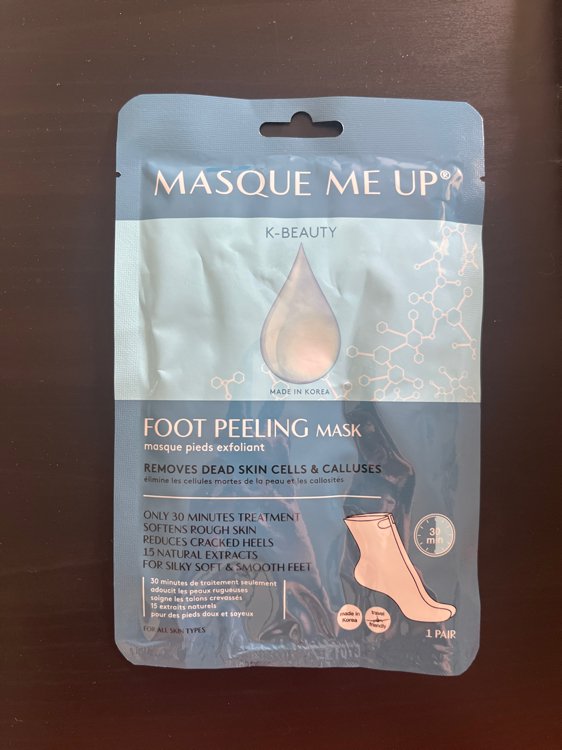 MASQUE ME UP®
K-BEAUTY
MADE IN KOREA
FOOT PEELING MASK
masque pieds exfoliant
REMOVES DEAD SKIN CELLS & CALLUSES
élimine les cellules mortes de la peau et les callosités
ONLY 30 MINUTES TREATMENT
SOFTENS ROUGH SKIN
REDUCES CRACKED HEELS
15 NATURAL EXTRACTS
FOR SILKY SOFT & SMOOTH FEET
30 min
30 minutes de traitement seulement
adoucit les peaux rugueuses
soigne les talons crevassés
15 extraits naturels
pour des pieds doux et soyeux
made in Korea
travel friendly
FOR ALL SKIN TYPES
1 PAIR